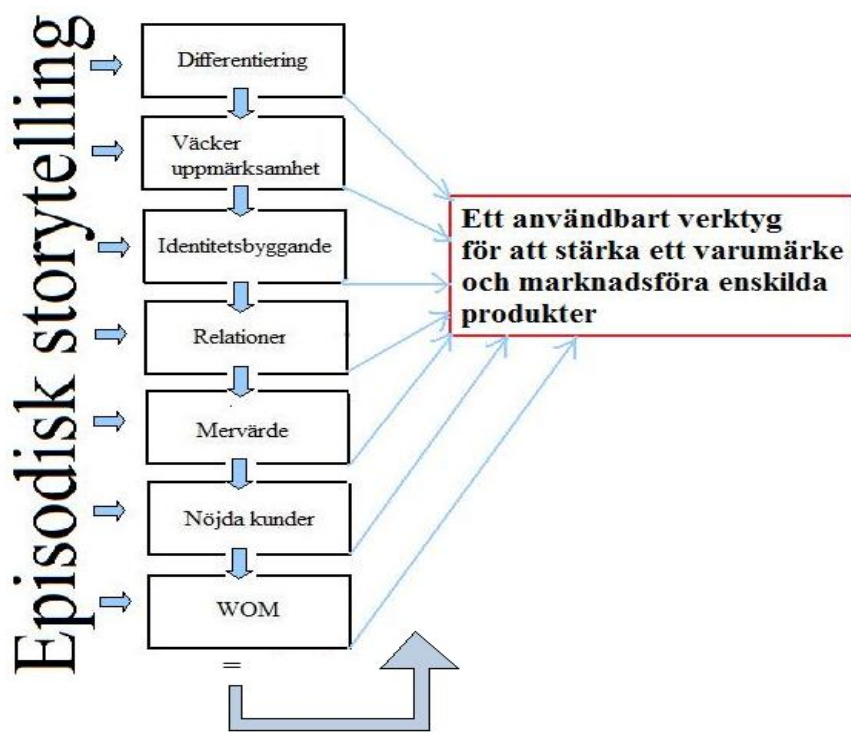 Episodisk storytelling
Differentiering
Väcker
uppmärksamhet
Identitetsbyggande
Relationer
Mervärde
Nöjda kunder
WOM
=
Ett användbart verktyg
för att stärka ett varumärke
och marknadsföra enskilda
produkter